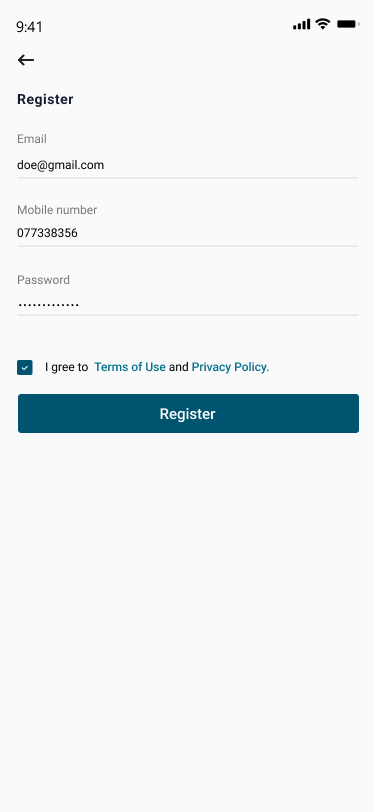 9:41
Register
Email
doe@gmail.com
Mobile number
077338356
Password
.............
I gree to Terms of Use and Privacy Policy.
Register